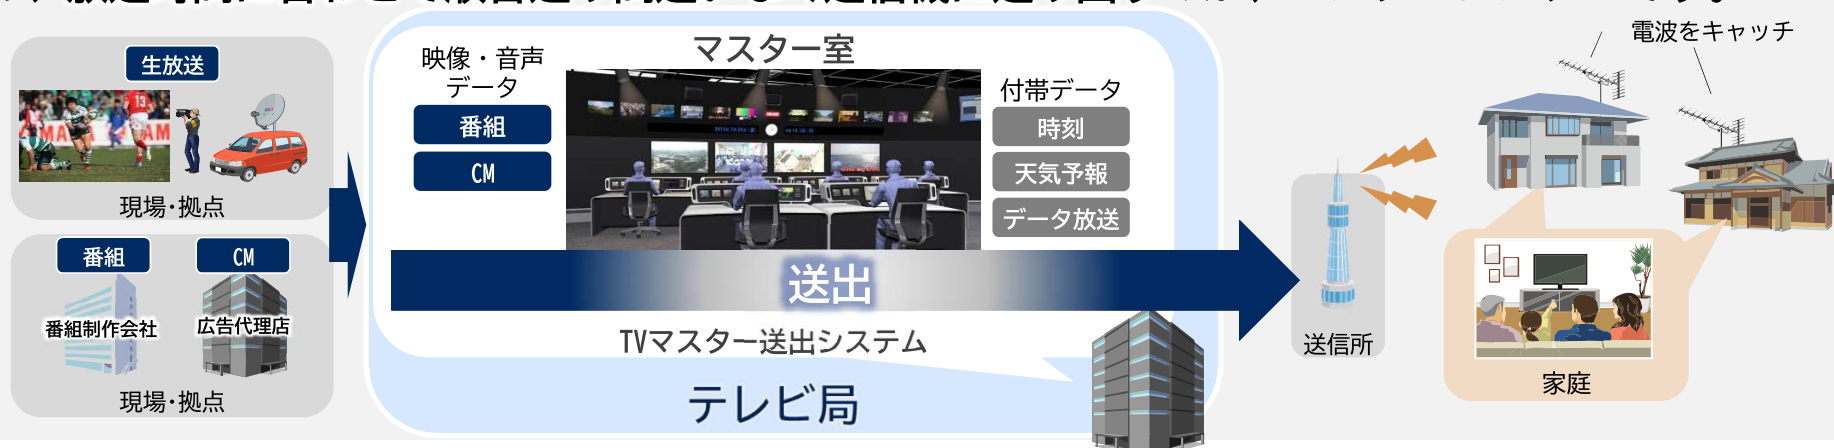 生放送
現場・拠点
番組
CM
番組制作会社
広告代理店
現場・拠点
映像・音声
データ
番組
CM
マスター室
付帯データ
時刻
天気予報
データ放送
送出
TVマスター送出システム
テレビ局
送信所
電波をキャッチ
家庭